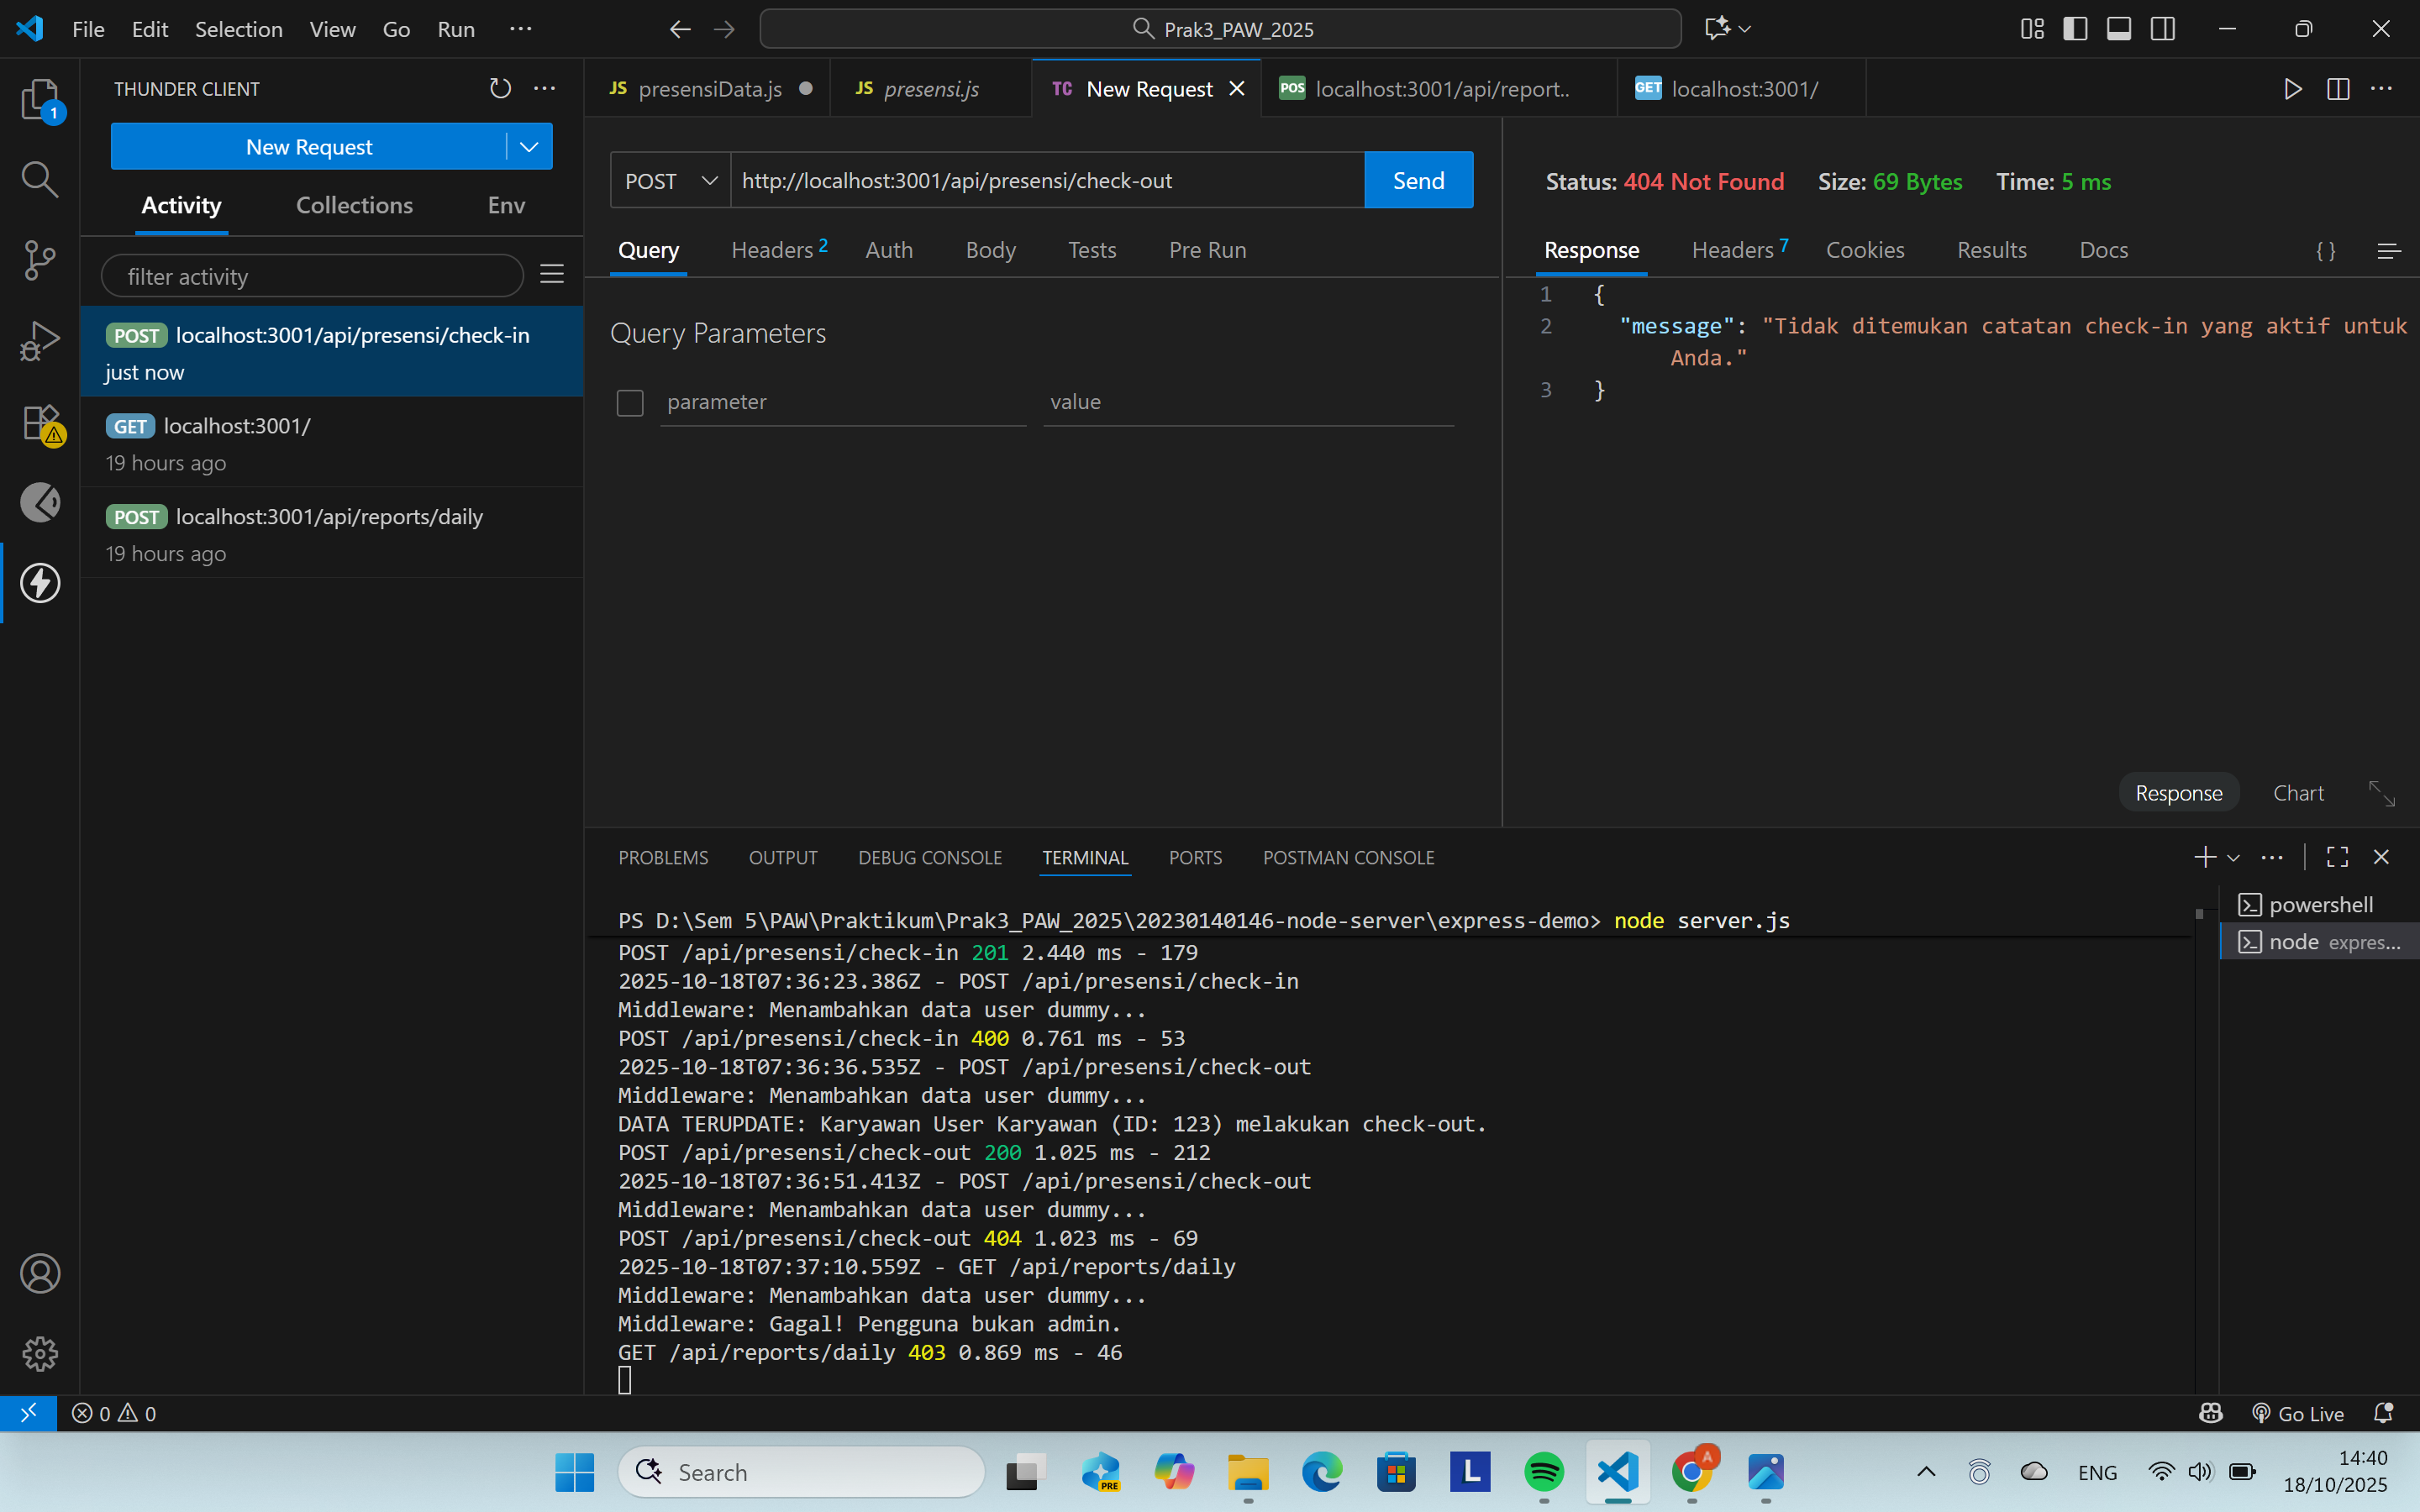 File Edit Selection View Go Run ···
Prak3_PAW_2025
THUNDER CLIENT
New Request
Activity Collections Env
filter activity
POST localhost:3001/api/presensi/check-in
just now
GET localhost:3001/
19 hours ago
POST localhost:3001/api/reports/daily
19 hours ago
1
JS presensiData.js
JS presensi.js
TC New Request
POS localhost:3001/api/report..
GET localhost:3001/
POST http://localhost:3001/api/presensi/check-out Send
Query Headers 2 Auth Body Tests Pre Run
Query Parameters
parameter value
Status: 404 Not Found Size: 69 Bytes Time: 5 ms
Response Headers 7 Cookies Results Docs { }
1 {
2 "message": "Tidak ditemukan catatan check-in yang aktif untuk
Anda."
3 }
Response Chart
PROBLEMS OUTPUT DEBUG CONSOLE TERMINAL PORTS POSTMAN CONSOLE
PS D:\Sem 5\PAW\Praktikum\Prak3_PAW_2025\20230140146-node-server\express-demo> node server.js
POST /api/presensi/check-in 201 2.440 ms - 179
2025-10-18T07:36:23.386Z - POST /api/presensi/check-in
Middleware: Menambahkan data user dummy...
POST /api/presensi/check-in 400 0.761 ms - 53
2025-10-18T07:36:36.535Z - POST /api/presensi/check-out
Middleware: Menambahkan data user dummy...
DATA TERUPDATE: Karyawan User Karyawan (ID: 123) melakukan check-out.
POST /api/presensi/check-out 200 1.025 ms - 212
2025-10-18T07:36:51.413Z - POST /api/presensi/check-out
Middleware: Menambahkan data user dummy...
POST /api/presensi/check-out 404 1.023 ms - 69
2025-10-18T07:37:10.559Z - GET /api/reports/daily
Middleware: Menambahkan data user dummy...
Middleware: Gagal! Pengguna bukan admin.
GET /api/reports/daily 403 0.869 ms - 46
powershell
node expres...
0 0
Go Live
Search
PRE
L
A
ENG
14:40
18/10/2025